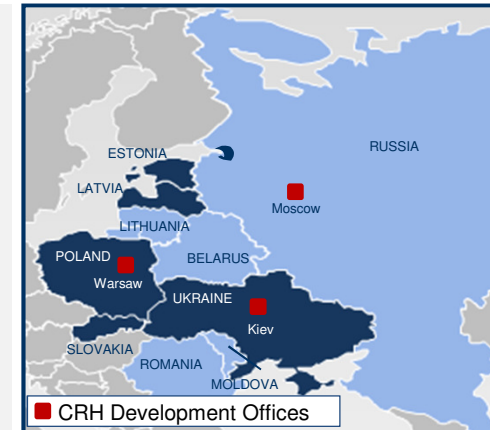 RUSSIA
ESTONIA
LATVIA
Moscow
LITHUANIA
POLAND
BELARUS
Warsaw
UKRAINE
Kiev
SLOVAKIA
ROMANIA
MOLDOVA
CRH Development Offices